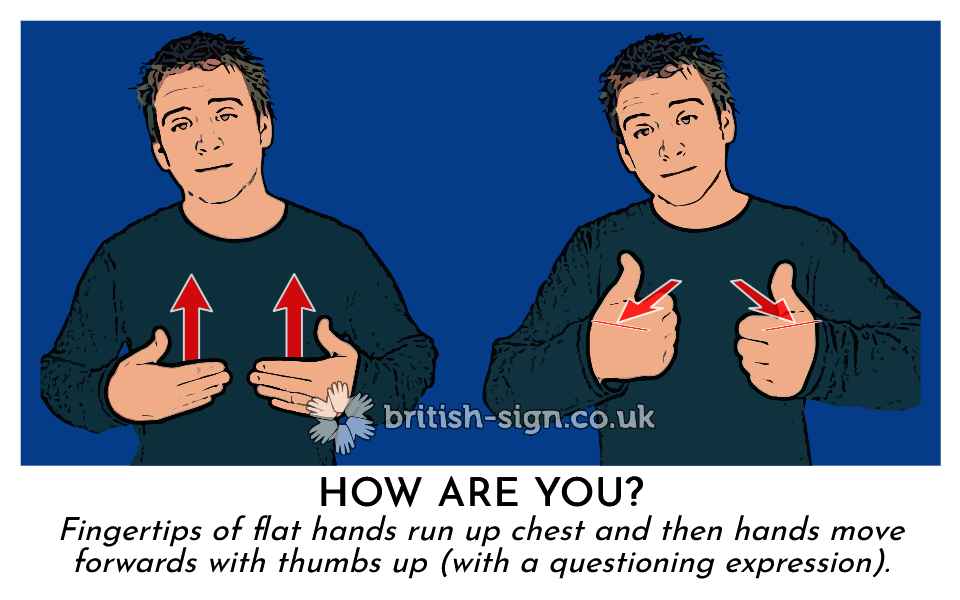 british-sign.co.uk
HOW ARE YOU?
Fingertips of flat hands run up chest and then hands move
forwards with thumbs up (with a questioning expression).